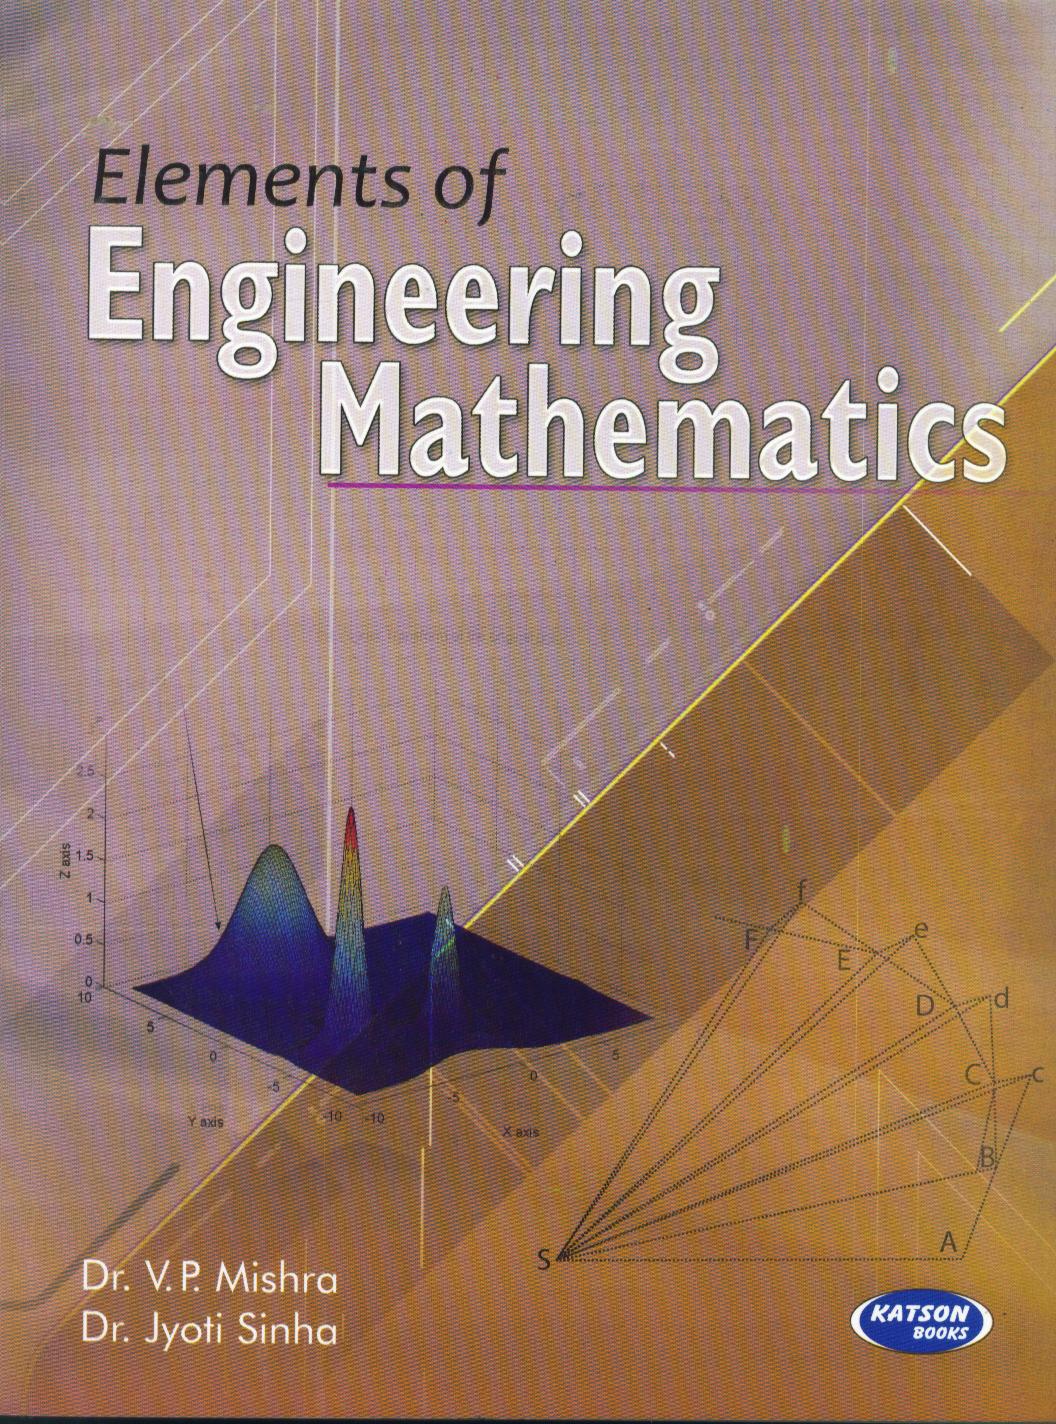 Elements of
Engineering
Mathematics
2.5
2
1.5
1
0.5
0
10
Z axis
5
0
-5
-10
Y axis
-10
-5
0
5
X axis
f
F
E
e
D
d
C
c
B
A
S
Dr. V.P. Mishra
Dr. Jyoti Sinha
KATSON
BOOKS